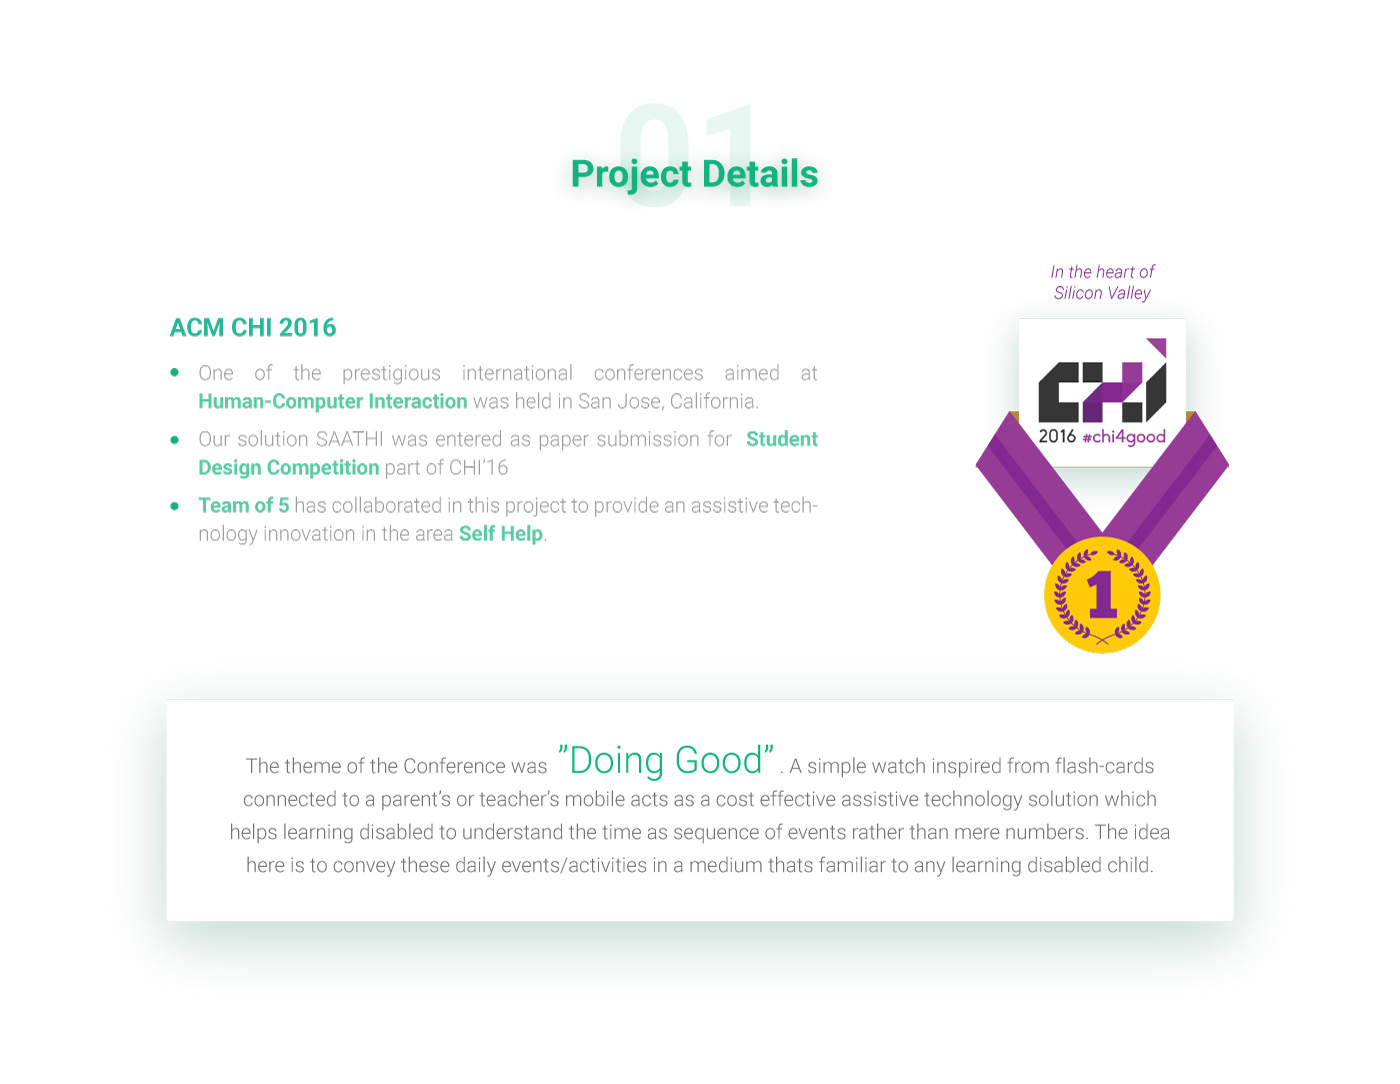 01
Project Details
In the heart of
Silicon Valley
ACM CHI 2016
One of the prestigious international conferences aimed at
Human-Computer Interaction was held in San Jose, California.
Our solution SAATHI was entered as paper submission for Student
Design Competition part of CHI’16
Team of 5 has collaborated in this project to provide an assistive tech-
nology innovation in the area Self Help.
CHI
2016 #chi4good
1
The theme of the Conference was ”Doing Good” . A simple watch inspired from flash-cards
connected to a parent’s or teacher’s mobile acts as a cost effective assistive technology solution which
helps learning disabled to understand the time as sequence of events rather than mere numbers. The idea
here is to convey these daily events/activities in a medium thats familiar to any learning disabled child.